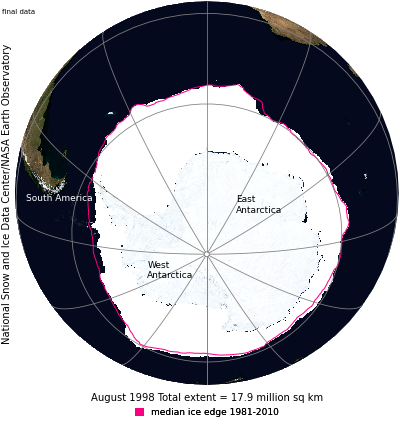 final data
National Snow and Ice Data Center/NASA Earth Observatory
South America
East
Antarctica
West
Antarctica
August 1998 Total extent = 17.9 million sq km
median ice edge 1981-2010